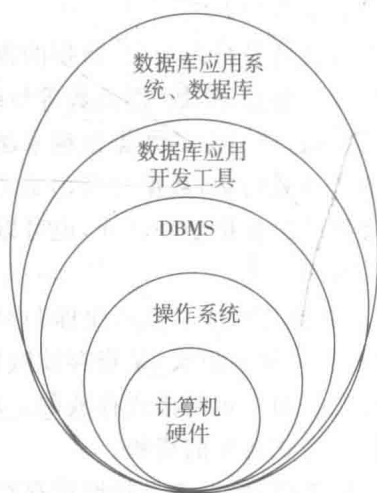 数据库应用系
统、数据库
数据库应用
开发工具
DBMS
操作系统
计算机
硬件